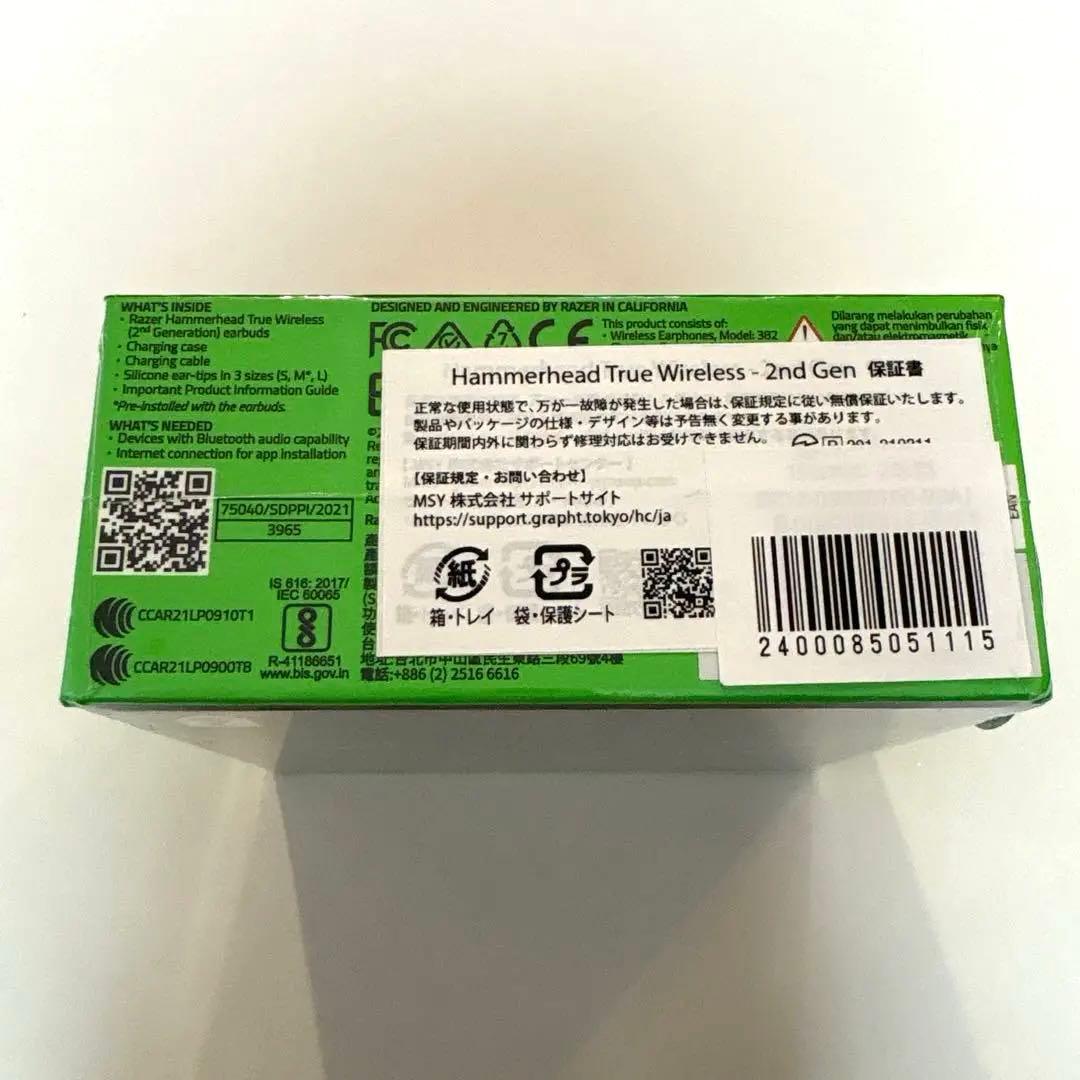 WHAT'S INSIDE
· Razer Hammerhead True Wireless
(2nd Generation) earbuds
· Charging case
· Charging cable
· Silicone ear-tips in 3 sizes (S, M*, L)
· Important Product Information Guide
*Pre-installed with the earbuds.
WHAT'S NEEDED
· Devices with Bluetooth audio capability
· Internet connection for app installation
75040/SDPPI/2021
3965
CCAR21LP0910T1
CCAR21LP0900TB
IS 616: 2017/
IEC 60065
R-41186651
www.bis.gov.in
DESIGNED AND ENGINEERED BY RAZER IN CALIFORNIA
FC
7
CE
This product consists of:
· Wireless Earphones, Model: 382
Dilarang melakukan perubahan
yang dapat menimbulkan
dan/atau elektromagnetik
Hammerhead True Wireless - 2nd Gen 保証書
正常な使用状態で、万が一故障が発生した場合は、保証規定に従い無償保証いたします。
製品やパッケージの仕様・デザイン等は予告無く変更する事があります。
保証期間内外に関わらず修理対応はお受けできません。
【保証規定・お問い合わせ】
MSY 株式会社 サポートサイト
https://support.grapht.tokyo/hc/ja
紙
箱・トレイ
プラ
袋・保護シート
EAN
2400085051115
電話:+886 (2) 2516 6616